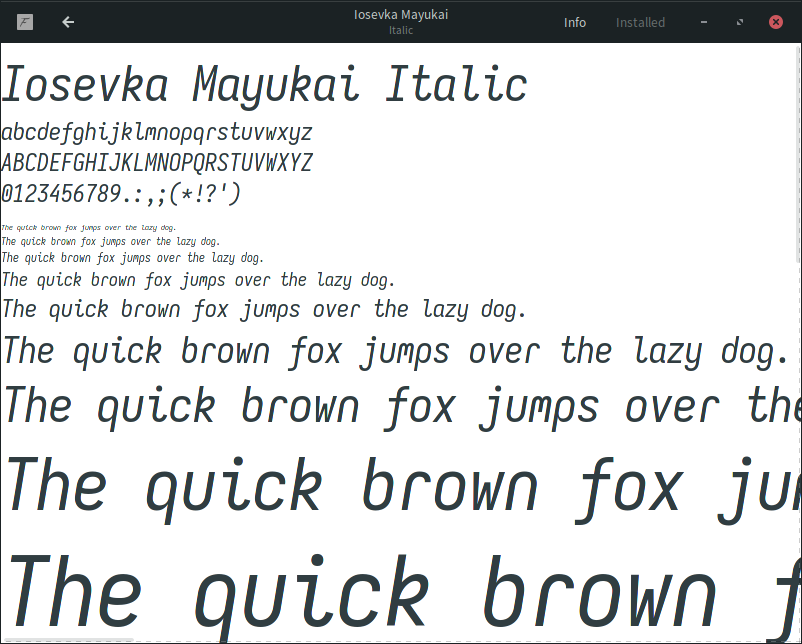 Iosevka Mayukai
Italic
Info
Installed
Iosevka Mayukai Italic
abcdefghijklmnopqrstuvwxyz
ABCDEFGHIJKLMNOPQRSTUVWXYZ
0123456789.:,;(*!?')
The quick brown fox jumps over the lazy dog.
The quick brown fox jumps over the lazy dog.
The quick brown fox jumps over the lazy dog.
The quick brown fox jumps over the lazy dog.
The quick brown fox jumps over the lazy dog.
The quick brown fox jumps over the lazy dog.
The quick brown fox jumps over the
The quick brown fox jum
The quick brown f